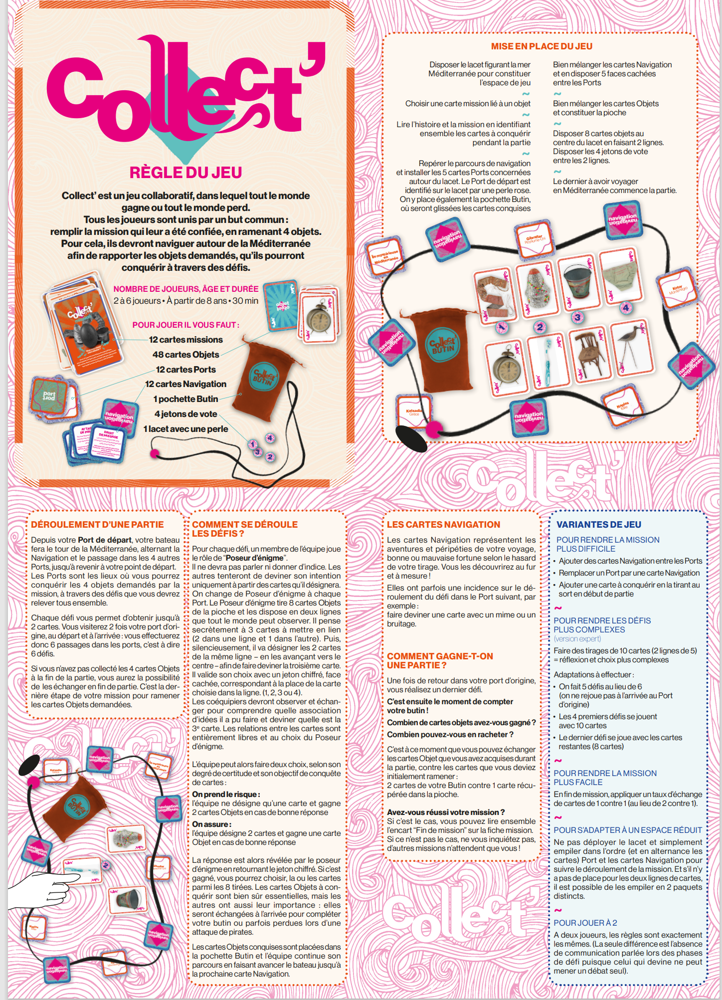 Collect’
RÈGLE DU JEU
Collect’ est un jeu collaboratif, dans lequel tout le monde
gagne ou tout le monde perd.
Tous les joueurs sont unis par un but commun :
remplir la mission qui leur a été confiée, en ramenant 4 objets.
Pour cela, ils devront naviguer autour de la Méditerranée
afin de rapporter les objets demandés, qu’ils pourront
conquérir à travers des défis.
NOMBRE DE JOUEURS, ÂGE ET DURÉE
2 à 6 joueurs • À partir de 8 ans • 30 min
POUR JOUER IL VOUS FAUT :
12 cartes missions
48 cartes Objets
12 cartes Ports
12 cartes Navigation
1 pochette Butin
4 jetons de vote
1 lacet avec une perle
Collect’
objet
objet
Collect’
BUTIN
port
port
navigation
navigation
DROIT
DE PASSAGE
1
4
3
2
MISE EN PLACE DU JEU
Disposer le lacet figurant la mer
Méditerranée pour constituer
l’espace de jeu
~
Choisir une carte mission lié à un objet
~
Lire l’histoire et la mission en identifiant
ensemble les cartes à conquérir
pendant la partie
~
Repérer le parcours de navigation
et installer les 5 cartes Ports concernées
autour du lacet. Le Port de départ est
identifié sur le lacet par une perle rose.
On y place également la pochette Butin,
où seront glissées les cartes conquises
Bien mélanger les cartes Navigation
et en disposer 5 faces cachées
entre les Ports
~
Bien mélanger les cartes Objets
et constituer la pioche
~
Disposer 8 cartes objets au
centre du lacet en faisant 2 lignes.
Disposer les 4 jetons de vote
entre les 2 lignes.
~
Le dernier à avoir voyager
en Méditerranée commence la partie.
navigation
navigation
navigation
navigation
Île mystérieuse
en
Méditerranée
Gibraltar
Royaume-Uni
Kotor
Monténégro
1
2
3
4
navigation
navigation
Collect’
BUTIN
navigation
navigation
Katsadia
Grèce
navigation
navigation
Naples
Italie
Collect’
DÉROULEMENT D’UNE PARTIE
Depuis votre Port de départ, votre bateau
fera le tour de la Méditerranée, alternant la
Navigation et le passage dans les 4 autres
Ports, jusqu’à revenir à votre point de départ.
Les Ports sont les lieux où vous pourrez
conquérir les 4 objets demandés par la
mission, à travers des défis que vous devrez
relever tous ensemble.
Chaque défi vous permet d’obtenir jusqu’à
2 cartes. Vous visiterez 2 fois votre port d’ori-
gine, au départ et à l’arrivée : vous effectuerez
donc 6 passages dans les ports, c’est à dire
6 défis.
Si vous n’avez pas collecté les 4 cartes Objets
à la fin de la partie, vous aurez la possibilité
de les échanger en fin de partie. C’est la der-
nière étape de votre mission pour ramener
les cartes Objets demandées.
Collect’
Katsadia
Grèce
navigation
navigation
Île mystérieuse
en
Méditerranée
Collect’
BUTIN
navigation
navigation
navigation
navigation
2
Gibraltar
Royaume-Uni
Naples
Italie
navigation
navigation
navigation
navigation
COMMENT SE DÉROULE
LES DÉFIS ?
Pour chaque défi, un membre de l’équipe joue
le rôle de “Poseur d’énigme”.
Il ne devra pas parler ni donner d’indice. Les
autres tenteront de deviner son intention
uniquement à partir des cartes qu’il désignera.
On change de Poseur d’énigme à chaque
Port. Le Poseur d’énigme tire 8 cartes Objets
de la pioche et les dispose en deux lignes
que tout le monde peut observer. Il pense
secrètement à 3 cartes à mettre en lien
(2 dans une ligne et 1 dans l’autre). Puis,
silencieusement, il va désigner les 2 cartes
de la même ligne – en les avançant vers le
centre – afin de faire deviner la troisième carte.
Il valide son choix avec un jeton chiffré, face
cachée, correspondant à la place de la carte
choisie dans la ligne. (1, 2, 3 ou 4).
Les coéquipiers devront observer et échan-
ger pour comprendre quelle association
d’idées il a pu faire et deviner quelle est la
3e carte. Les relations entre les cartes sont
entièrement libres et au choix du Poseur
d’énigme.
L’équipe peut alors faire deux choix, selon son
degré de certitude et son objectif de conquête
de cartes :
On prend le risque :
l’équipe ne désigne qu’une carte et gagne
2 cartes Objets en cas de bonne réponse
On assure :
l’équipe désigne 2 cartes et gagne une carte
Objet en cas de bonne réponse
La réponse est alors révélée par le poseur
d’énigme en retournant le jeton chiffré. Si c’est
gagné, vous pourrez choisir, la ou les cartes
parmi les 8 tirées. Les cartes Objets à con-
quérir sont bien sûr essentielles, mais les
autres ont aussi leur importance : elles
seront échangées à l’arrivée pour compléter
votre butin ou parfois perdues lors d’une
attaque de pirates.
Les cartes Objets conquises sont placées dans
la pochette Butin et l’équipe continue son
parcours en faisant avancer le bateau jusqu’à
la prochaine carte Navigation.
LES CARTES NAVIGATION
Les cartes Navigation représentent les
aventures et péripéties de votre voyage,
bonne ou mauvaise fortune selon le hasard
de votre tirage. Vous les découvrirez au fur
et à mesure !
Elles ont parfois une incidence sur le dé-
roulement du défi dans le Port suivant, par
exemple :
faire deviner une carte avec un mime ou un
bruitage.
COMMENT GAGNE-T-ON
UNE PARTIE ?
Une fois de retour dans votre port d’origine,
vous réalisez un dernier défi.
C’est ensuite le moment de compter
votre butin !
Combien de cartes objets avez-vous gagné ?
Combien pouvez-vous en racheter ?
C’est à ce moment que vous pouvez échanger
les cartes Objet que vous avez acquises durant
la partie, contre les cartes que vous deviez
initialement ramener :
2 cartes de votre Butin contre 1 carte récu-
pérée dans la pioche.
Avez-vous réussi votre mission ?
Si c’est le cas, vous pouvez lire ensemble
l’encart “Fin de mission” sur la fiche mission.
Si ce n’est pas le cas, ne vous inquiétez pas,
d’autres missions n’attendent que vous !
Collect’
VARIANTES DE JEU
POUR RENDRE LA MISSION
PLUS DIFFICILE
• Ajouter des cartes Navigation entre les Ports
• Remplacer un Port par une carte Navigation
• Ajouter une carte à conquérir en la tirant au
sort en début de partie
~
POUR RENDRE LES DÉFIS
PLUS COMPLEXES
(version expert)
Faire des tirages de 10 cartes (2 lignes de 5)
= réflexion et choix plus complexes
Adaptations à effectuer :
• On fait 5 défis au lieu de 6
(on ne rejoue pas à l’arrivée au Port
d’origine)
• Les 4 premiers défis se jouent
avec 10 cartes
• Le dernier défi se joue avec les cartes
restantes (8 cartes)
~
POUR RENDRE LA MISSION
PLUS FACILE
En fin de mission, appliquer un taux d’échange
de cartes de 1 contre 1 (au lieu de 2 contre 1).
~
POUR S’ADAPTER À UN ESPACE RÉDUIT
Ne pas déployer le lacet et simplement
empiler dans l’ordre (et en alternance les
cartes) Port et les cartes Navigation pour
suivre le déroulement de la mission. Et s’il n’y
a pas de place pour les deux lignes de cartes,
il est possible de les empiler en 2 paquets
distincts.
~
POUR JOUER À 2
A deux joueurs, les règles sont exactement
les mêmes. (La seule différence est l’absence
de communication parlée lors des phases
de défi puisque celui qui devine ne peut
mener un débat seul).